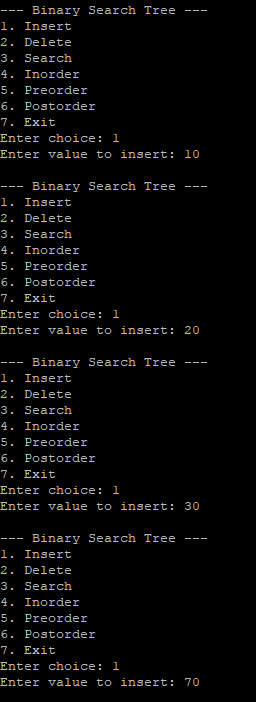 --- Binary Search Tree ---
1. Insert
2. Delete
3. Search
4. Inorder
5. Preorder
6. Postorder
7. Exit
Enter choice: 1
Enter value to insert: 10

--- Binary Search Tree ---
1. Insert
2. Delete
3. Search
4. Inorder
5. Preorder
6. Postorder
7. Exit
Enter choice: 1
Enter value to insert: 20

--- Binary Search Tree ---
1. Insert
2. Delete
3. Search
4. Inorder
5. Preorder
6. Postorder
7. Exit
Enter choice: 1
Enter value to insert: 30

--- Binary Search Tree ---
1. Insert
2. Delete
3. Search
4. Inorder
5. Preorder
6. Postorder
7. Exit
Enter choice: 1
Enter value to insert: 70